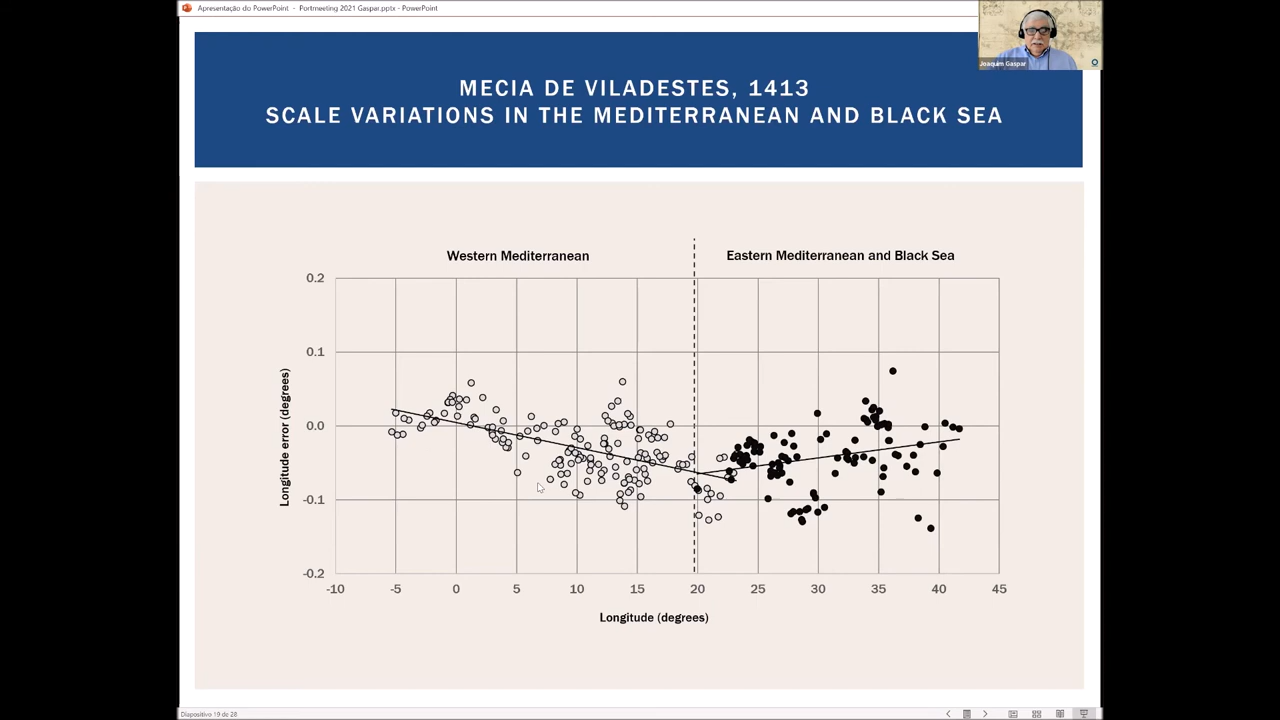 Apresentação do PowerPoint - Portmeeting 2021 Gaspar.pptx - PowerPoint
Joaquim Gaspar
MECIA DE VILADESTES, 1413
SCALE VARIATIONS IN THE MEDITERRANEAN AND BLACK SEA
Western Mediterranean
Eastern Mediterranean and Black Sea
0.2
0.1
0.0
-0.1
-0.2
Longitude error (degrees)
-10 -5 0 5 10 15 20 25 30 35 40 45
Longitude (degrees)
Diapositivo 19 de 28